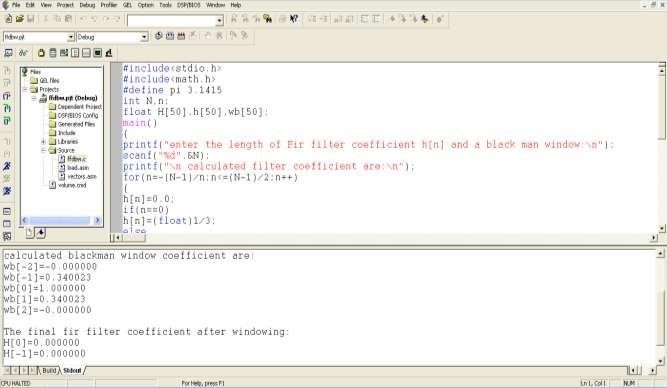 File Edit View Project Debug Profiler GEL Option Tools DSP/BIOS Window Help
lfdbw.pjt Debug
Files
GEL files
Projects
lfdbw.pjt (Debug)
Dependent Project
DSP/BIOS Config
Generated Files
Include
Libraries
Source
lfdbw.c
load.asm
vectors.asm
volume.cmd
#include<stdio.h>
#include<math.h>
#define pi 3.1415
int N,n;
float H[50],h[50],wb[50];
main()
{
printf("enter the length of Fir filter coefficient h[n] and a black man window:\n");
scanf("%d",&N);
printf("\n calculated filter coefficient are:\n");
for(n=-(N-1)/n;n<=(N-1)/2;n++)
{
h[n]=0.0;
if(n==0)
h[n]=(float)1/3;
else
calculated blackman window coefficient are:
wb[-2]=-0.000000
wb[-1]=0.340023
wb[0]=1.000000
wb[1]=0.340023
wb[2]=-0.000000
The final fir filter coefficient after windowing:
H[0]=0.000000
H[-1]=0.000000
Build Stdout
CPU HALTED For Help, press F1 Ln 1, Col 1 NUM